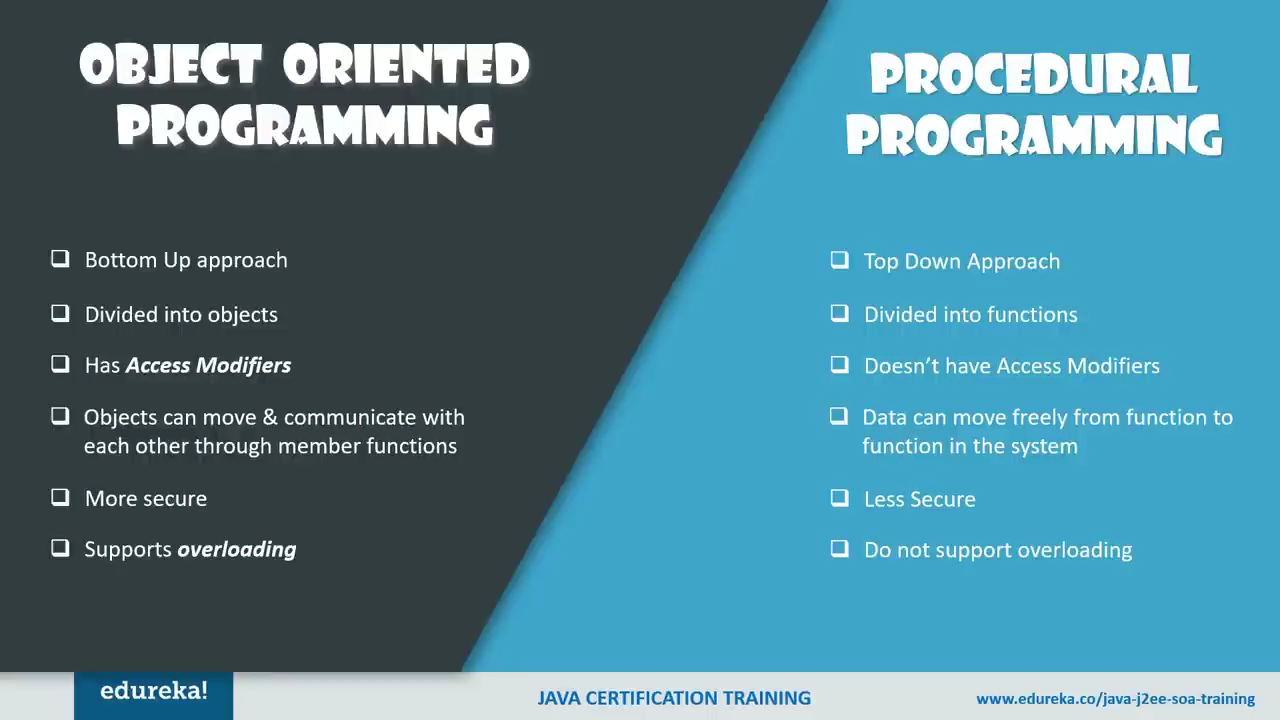 OBJECT ORIENTED
PROGRAMMING
❑ Bottom Up approach
❑ Divided into objects
❑ Has Access Modifiers
❑ Objects can move & communicate with
each other through member functions
❑ More secure
❑ Supports overloading
PROCEDURAL
PROGRAMMING
❑ Top Down Approach
❑ Divided into functions
❑ Doesn't have Access Modifiers
❑ Data can move freely from function to
function in the system
❑ Less Secure
❑ Do not support overloading
edureka!
JAVA CERTIFICATION TRAINING
www.edureka.co/java-j2ee-soa-training